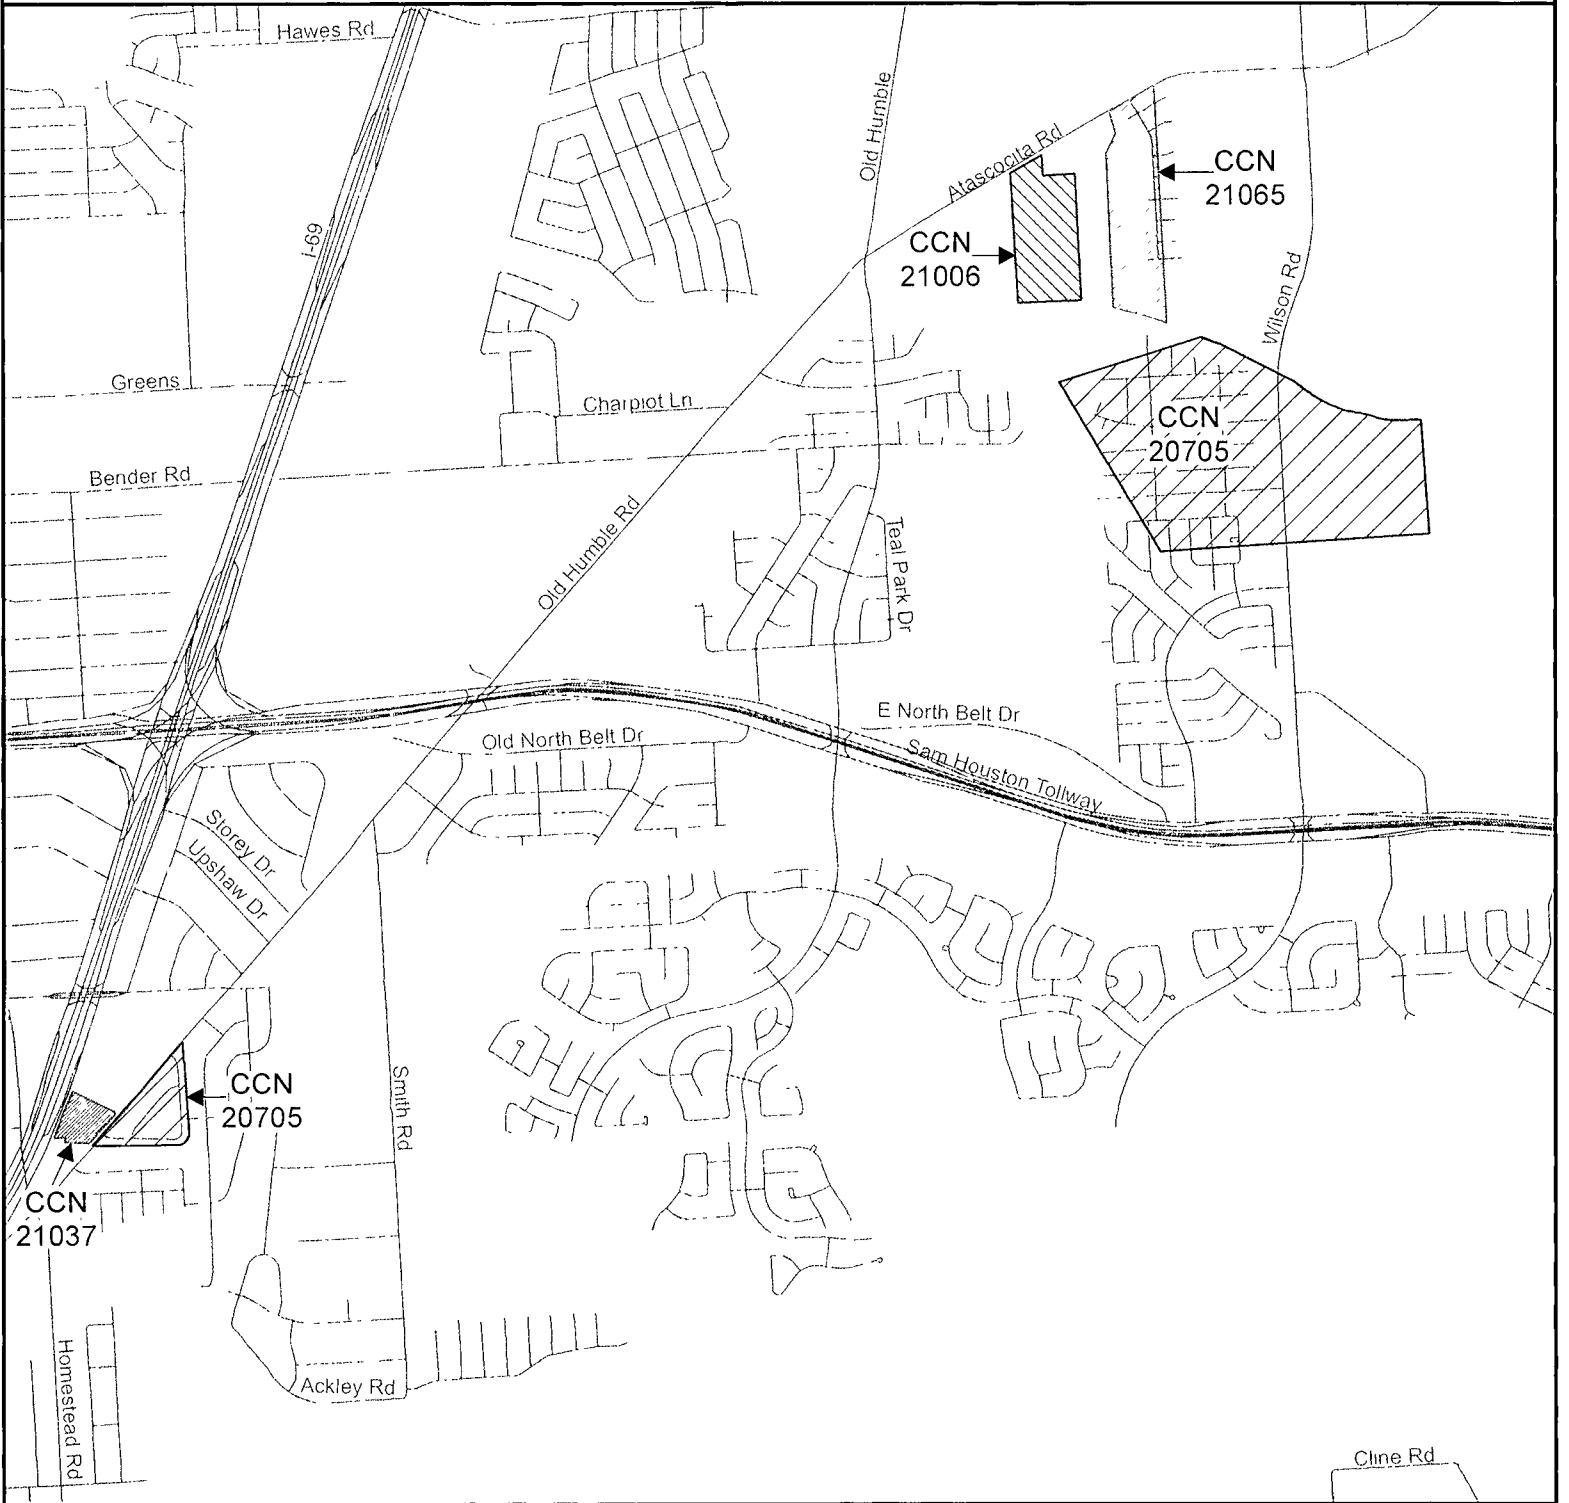 Hawes Rd
Old Humble
Atascocita Rd
CCN
21065
I-69
CCN
21006
Wilson Rd
Greens
Charpiot Ln
CCN
20705
Bender Rd
Old Humble Rd
Teal Park Dr
E North Belt Dr
Old North Belt Dr
Sam Houston Tollway
Storey Dr
Upshaw Dr
CCN
20705
Smith Rd
CCN
21037
Homestead Rd
Ackley Rd
Cline Rd